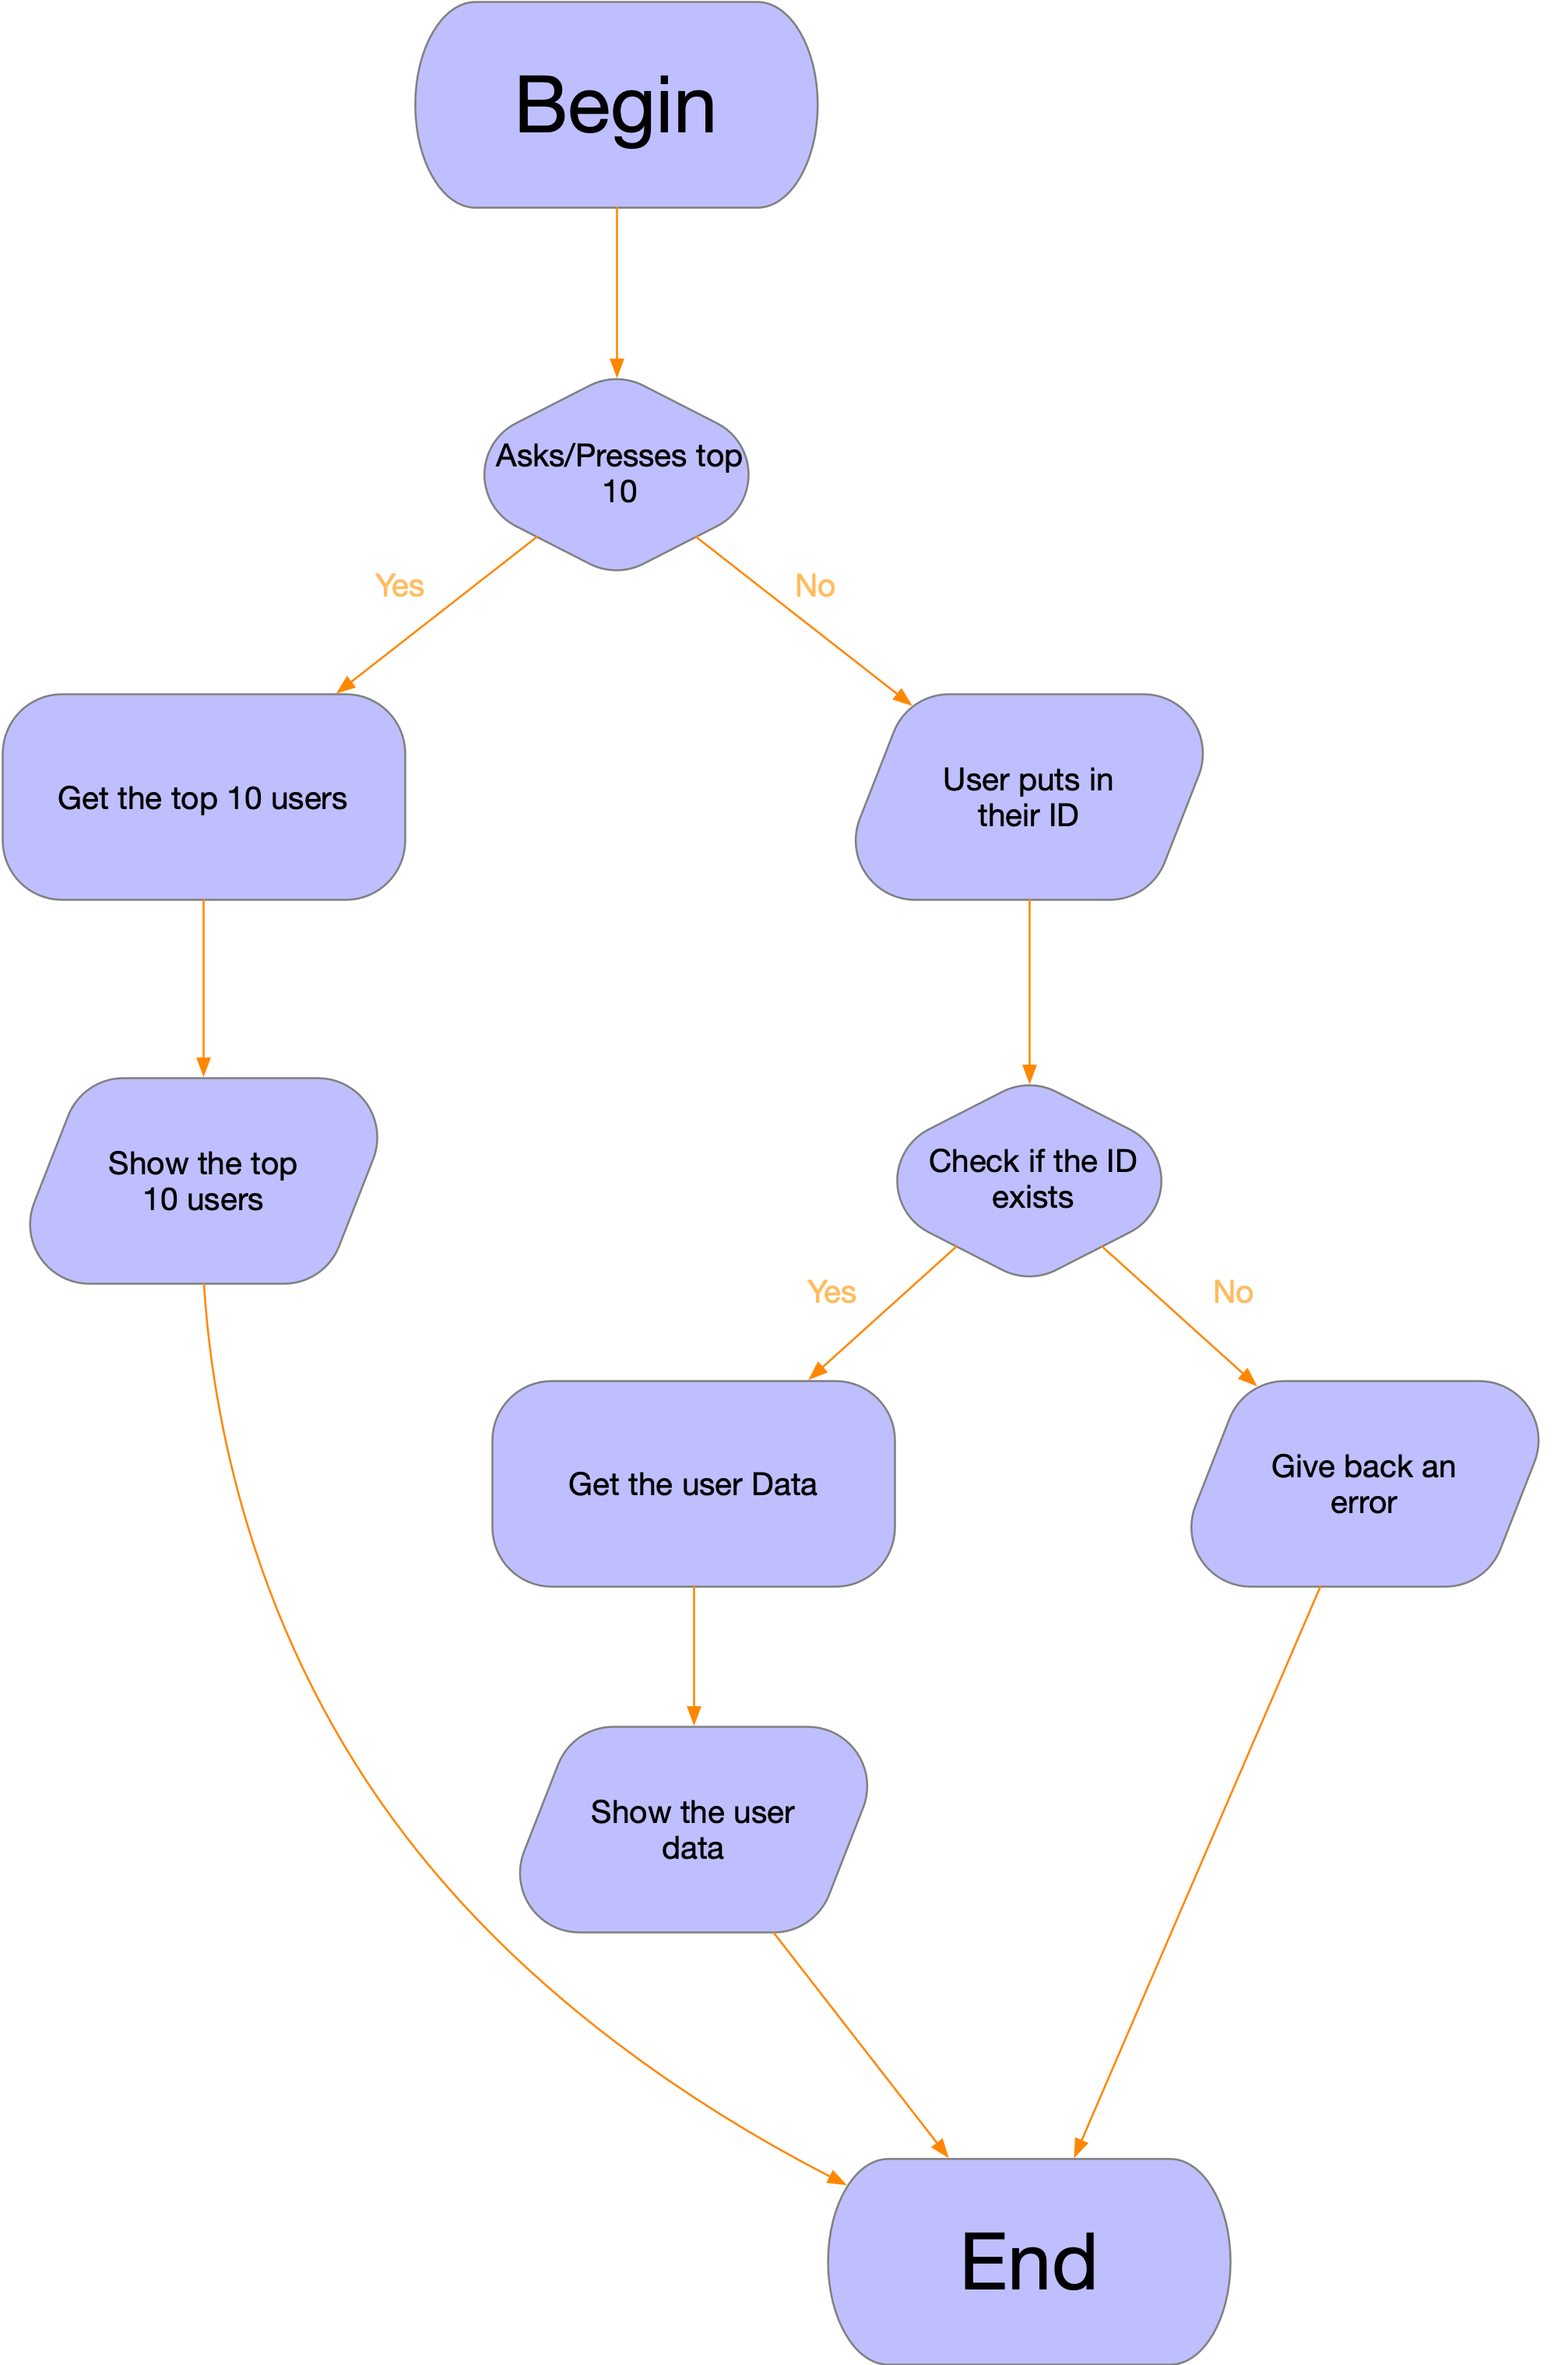 Begin
Asks/Presses top
10
Yes
No
Get the top 10 users
User puts in
their ID
Show the top
10 users
Check if the ID
exists
Yes
No
Get the user Data
Give back an
error
Show the user
data
End